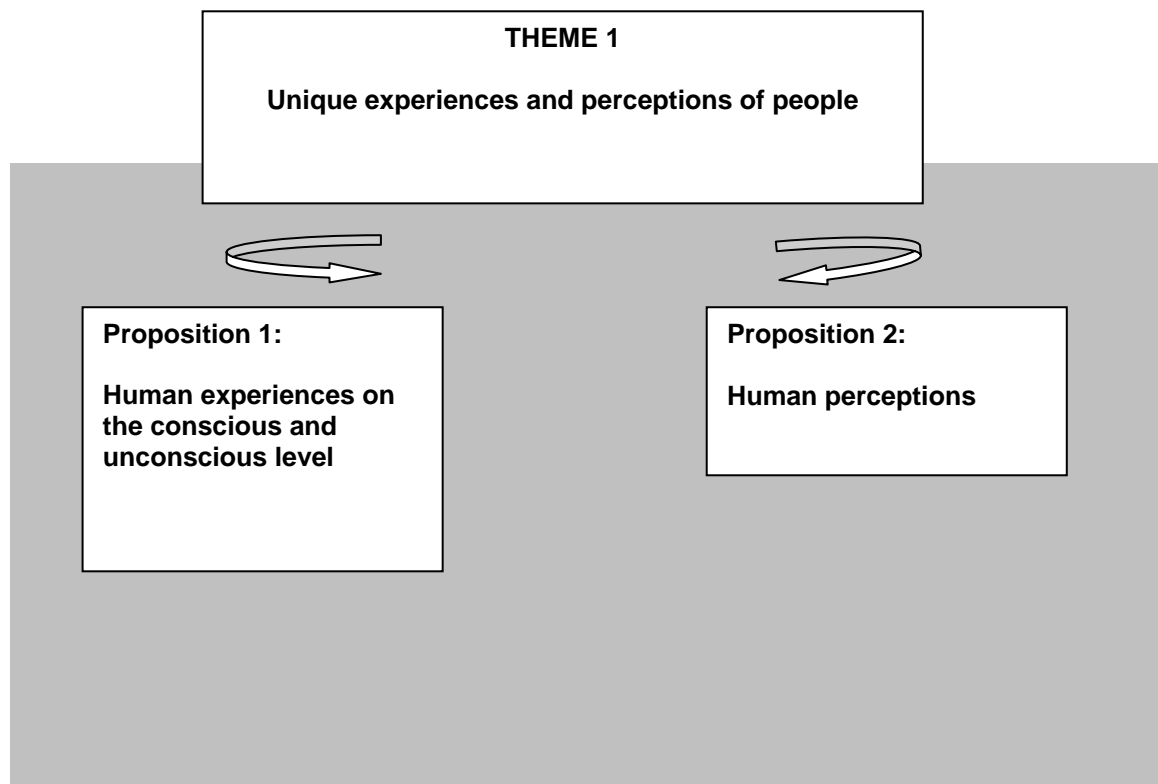 THEME 1
Unique experiences and perceptions of people
Proposition 1:
Human experiences on
the conscious and
unconscious level
Proposition 2:
Human perceptions